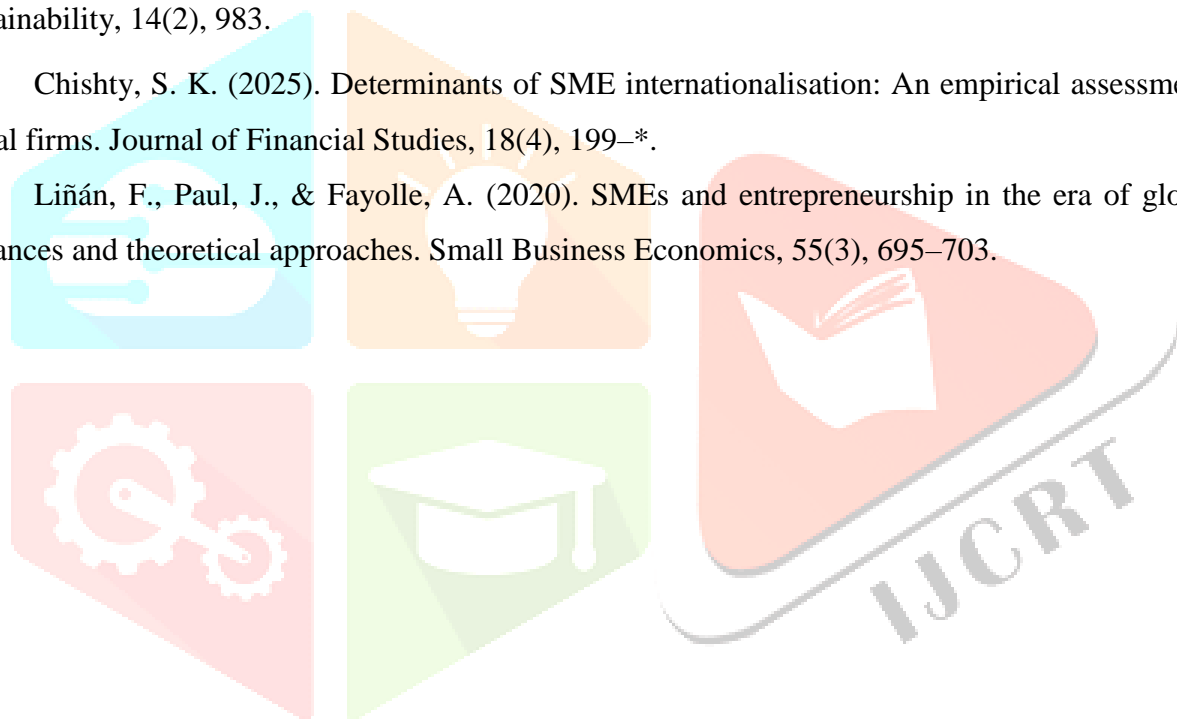 ainability, 14(2), 983.
Chishty, S. K. (2025). Determinants of SME internationalisation: An empirical assessme
al firms. Journal of Financial Studies, 18(4), 199–*.
Liñán, F., Paul, J., & Fayolle, A. (2020). SMEs and entrepreneurship in the era of glo
ances and theoretical approaches. Small Business Economics, 55(3), 695–703.
IJCRT